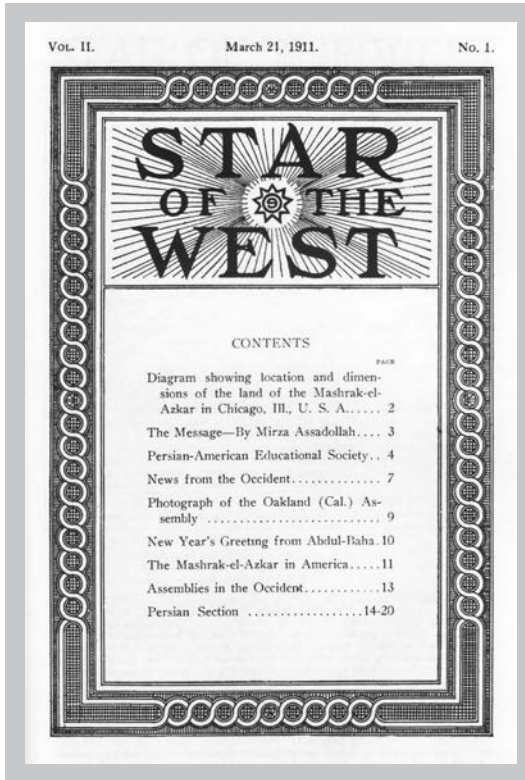 VOL. II.   March 21, 1911.   No. 1.
STAR
OF THE
WEST
CONTENTS
PAGE
Diagram showing location and dimen-
sions of the land of the Mashrak-el-
Azkar in Chicago, Ill., U. S. A...... 2
The Message—By Mirza Assadollah.... 3
Persian-American Educational Society.. 4
News from the Occident............. 7
Photograph of the Oakland (Cal.) As-
sembly .......................... 9
New Year's Greeting from Abdul-Baha. 10
The Mashrak-el-Azkar in America.....11
Assemblies in the Occident............13
Persian Section ..................14-20